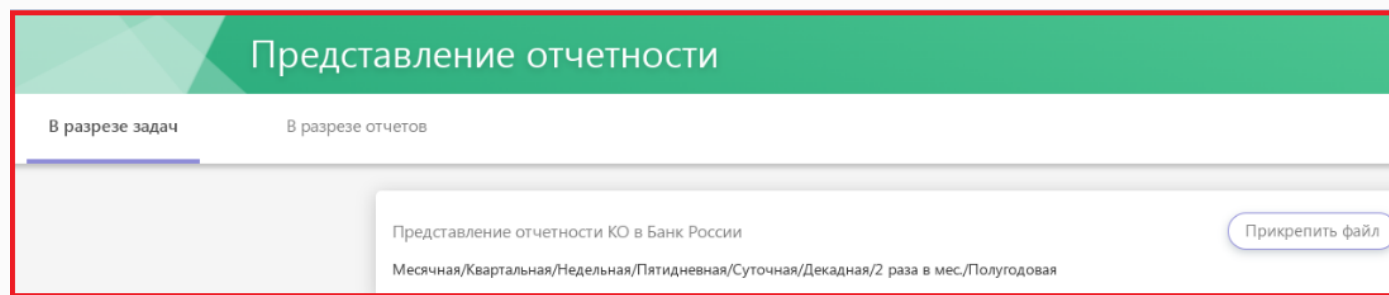 Представление отчетности
В разрезе задач В разрезе отчетов
Представление отчетности КО в Банк России Прикрепить файл
Месячная/Квартальная/Недельная/Пятидневная/Суточная/Декадная/2 раза в мес./Полугодовая